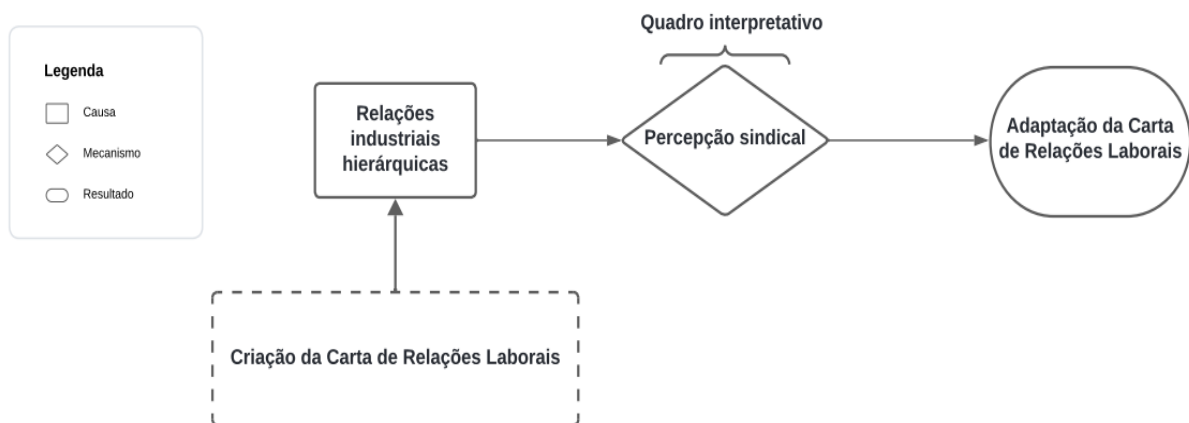 Quadro interpretativo
Legenda
Causa
Mecanismo
Resultado
Relações
industriais
hierárquicas
Percepção sindical
Adaptação da Carta
de Relações Laborais
Criação da Carta de Relações Laborais